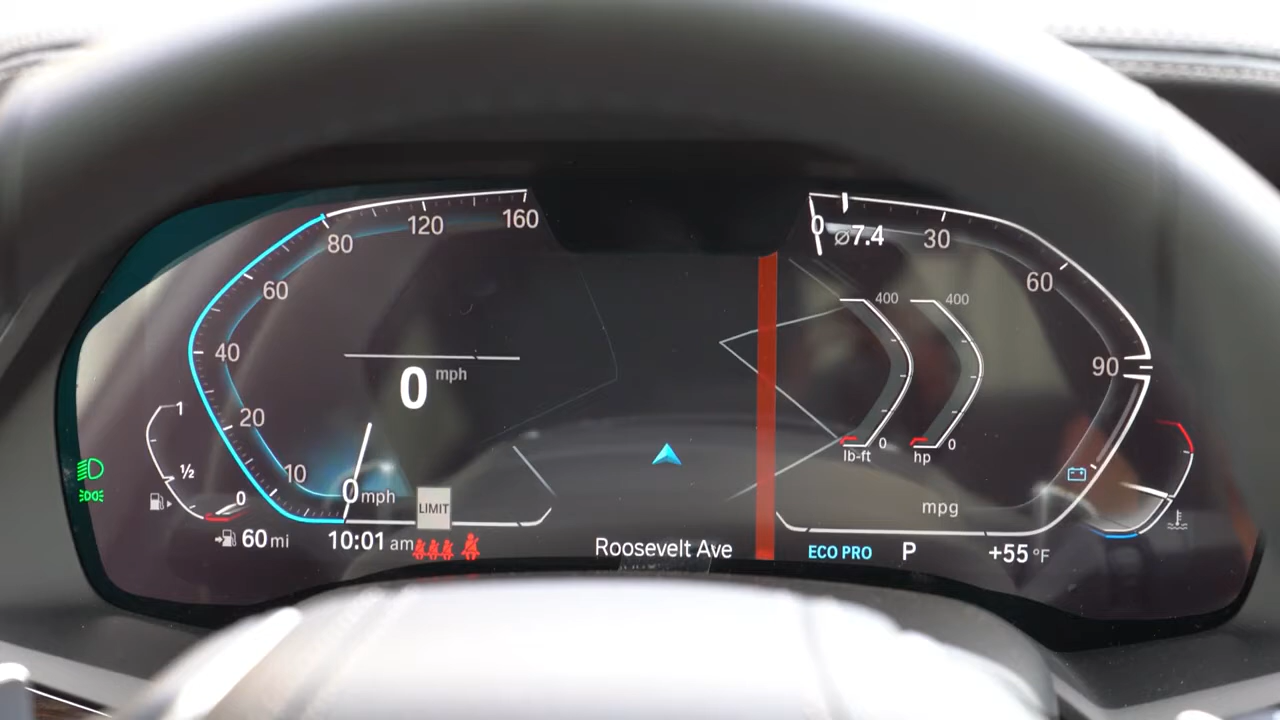 160
120
80
60
40
20
10
0 mph
0 mph
LIMIT
1
½
0
60 mi
10:01 am
Roosevelt Ave
0
⌀7.4
30
60
90
400
0
lb-ft
400
0
hp
mpg
ECO PRO
P
+55 °F